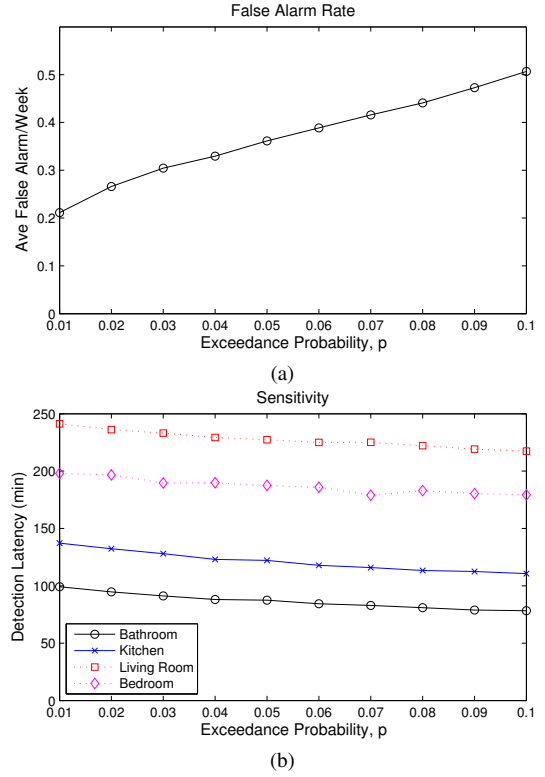 False Alarm Rate
Ave False Alarm/Week
0.5
0.4
0.3
0.2
0.1
0
0.01 0.02 0.03 0.04 0.05 0.06 0.07 0.08 0.09 0.1
Exceedance Probability, p
(a)
Sensitivity
Detection Latency (min)
250
200
150
100
50
0
Bathroom
Kitchen
Living Room
Bedroom
0.01 0.02 0.03 0.04 0.05 0.06 0.07 0.08 0.09 0.1
Exceedance Probability, p
(b)